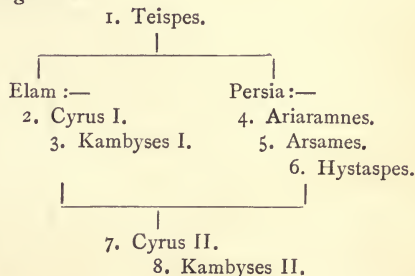 1. Teispes.
Elam :— Persia :—
2. Cyrus I. 4. Ariaramnes.
3. Kambyses I. 5. Arsames.
6. Hystaspes.
7. Cyrus II.
8. Kambyses II.